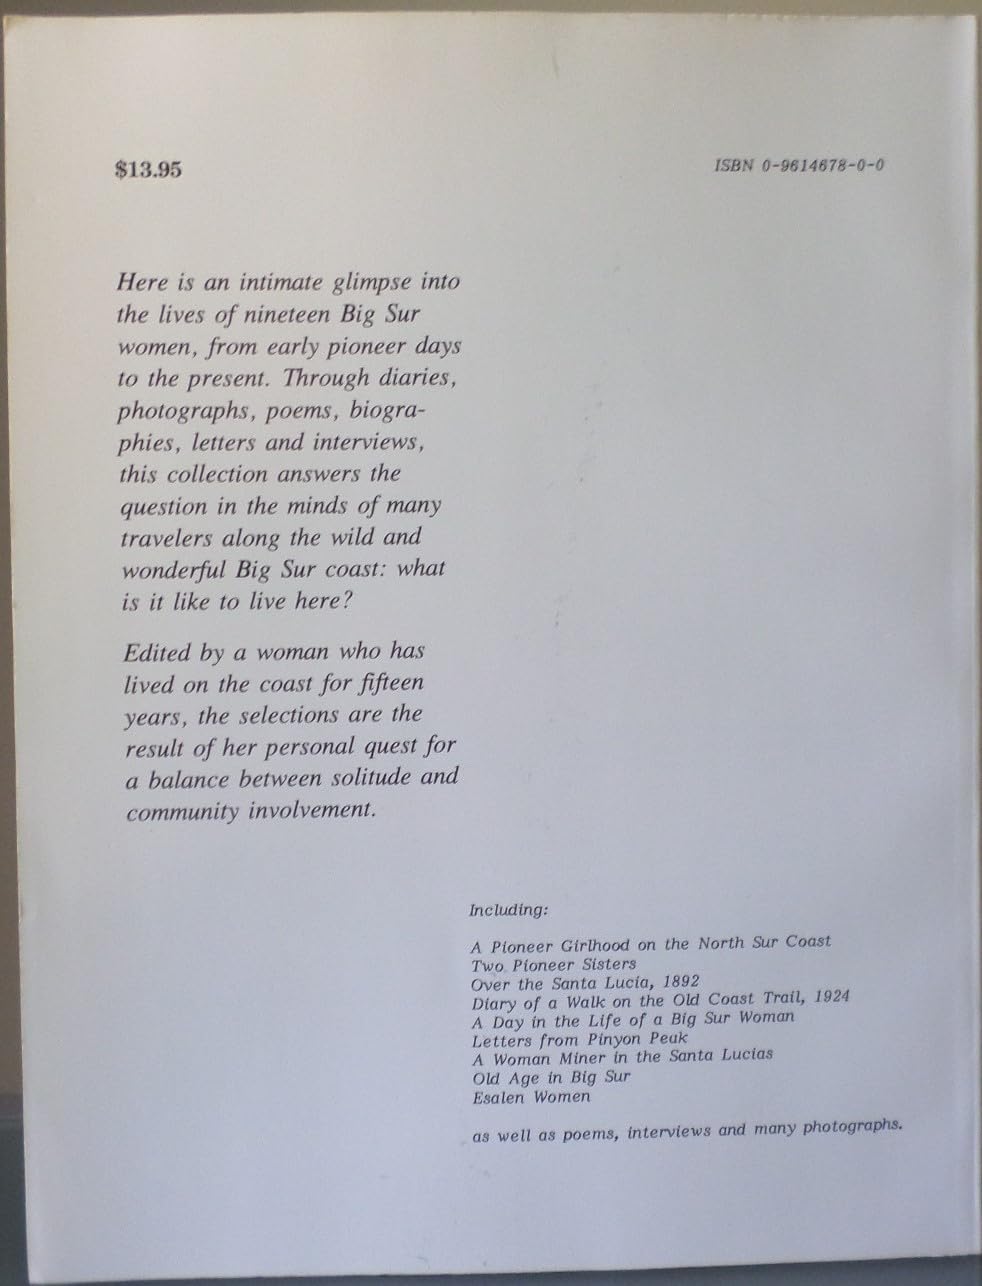 $13.95
ISBN 0-9614678-0-0
Here is an intimate glimpse into
the lives of nineteen Big Sur
women, from early pioneer days
to the present. Through diaries,
photographs, poems, biogra-
phies, letters and interviews,
this collection answers the
question in the minds of many
travelers along the wild and
wonderful Big Sur coast: what
is it like to live here?
Edited by a woman who has
lived on the coast for fifteen
years, the selections are the
result of her personal quest for
a balance between solitude and
community involvement.
Including:
A Pioneer Girlhood on the North Sur Coast
Two Pioneer Sisters
Over the Santa Lucia, 1892
Diary of a Walk on the Old Coast Trail, 1924
A Day in the Life of a Big Sur Woman
Letters from Pinyon Peak
A Woman Miner in the Santa Lucias
Old Age in Big Sur
Esalen Women
as well as poems, interviews and many photographs.